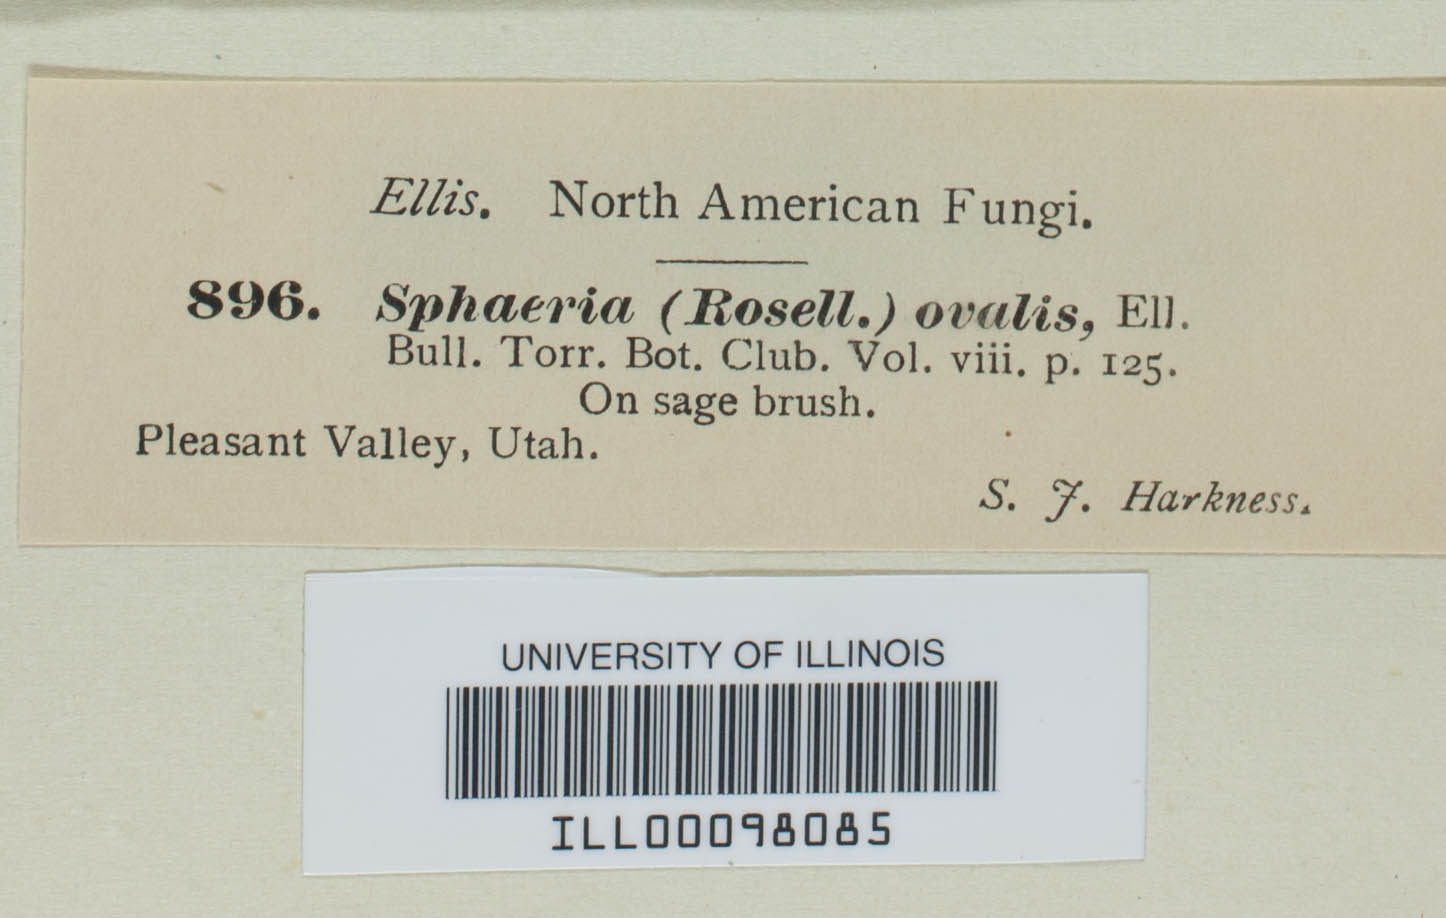 Ellis. North American Fungi.
896. Sphaeria (Rosell.) ovalis, Ell.
Bull. Torr. Bot. Club. Vol. viii. p. 125.
On sage brush.
Pleasant Valley, Utah.
S. J. Harkness.
UNIVERSITY OF ILLINOIS
ILL00098085